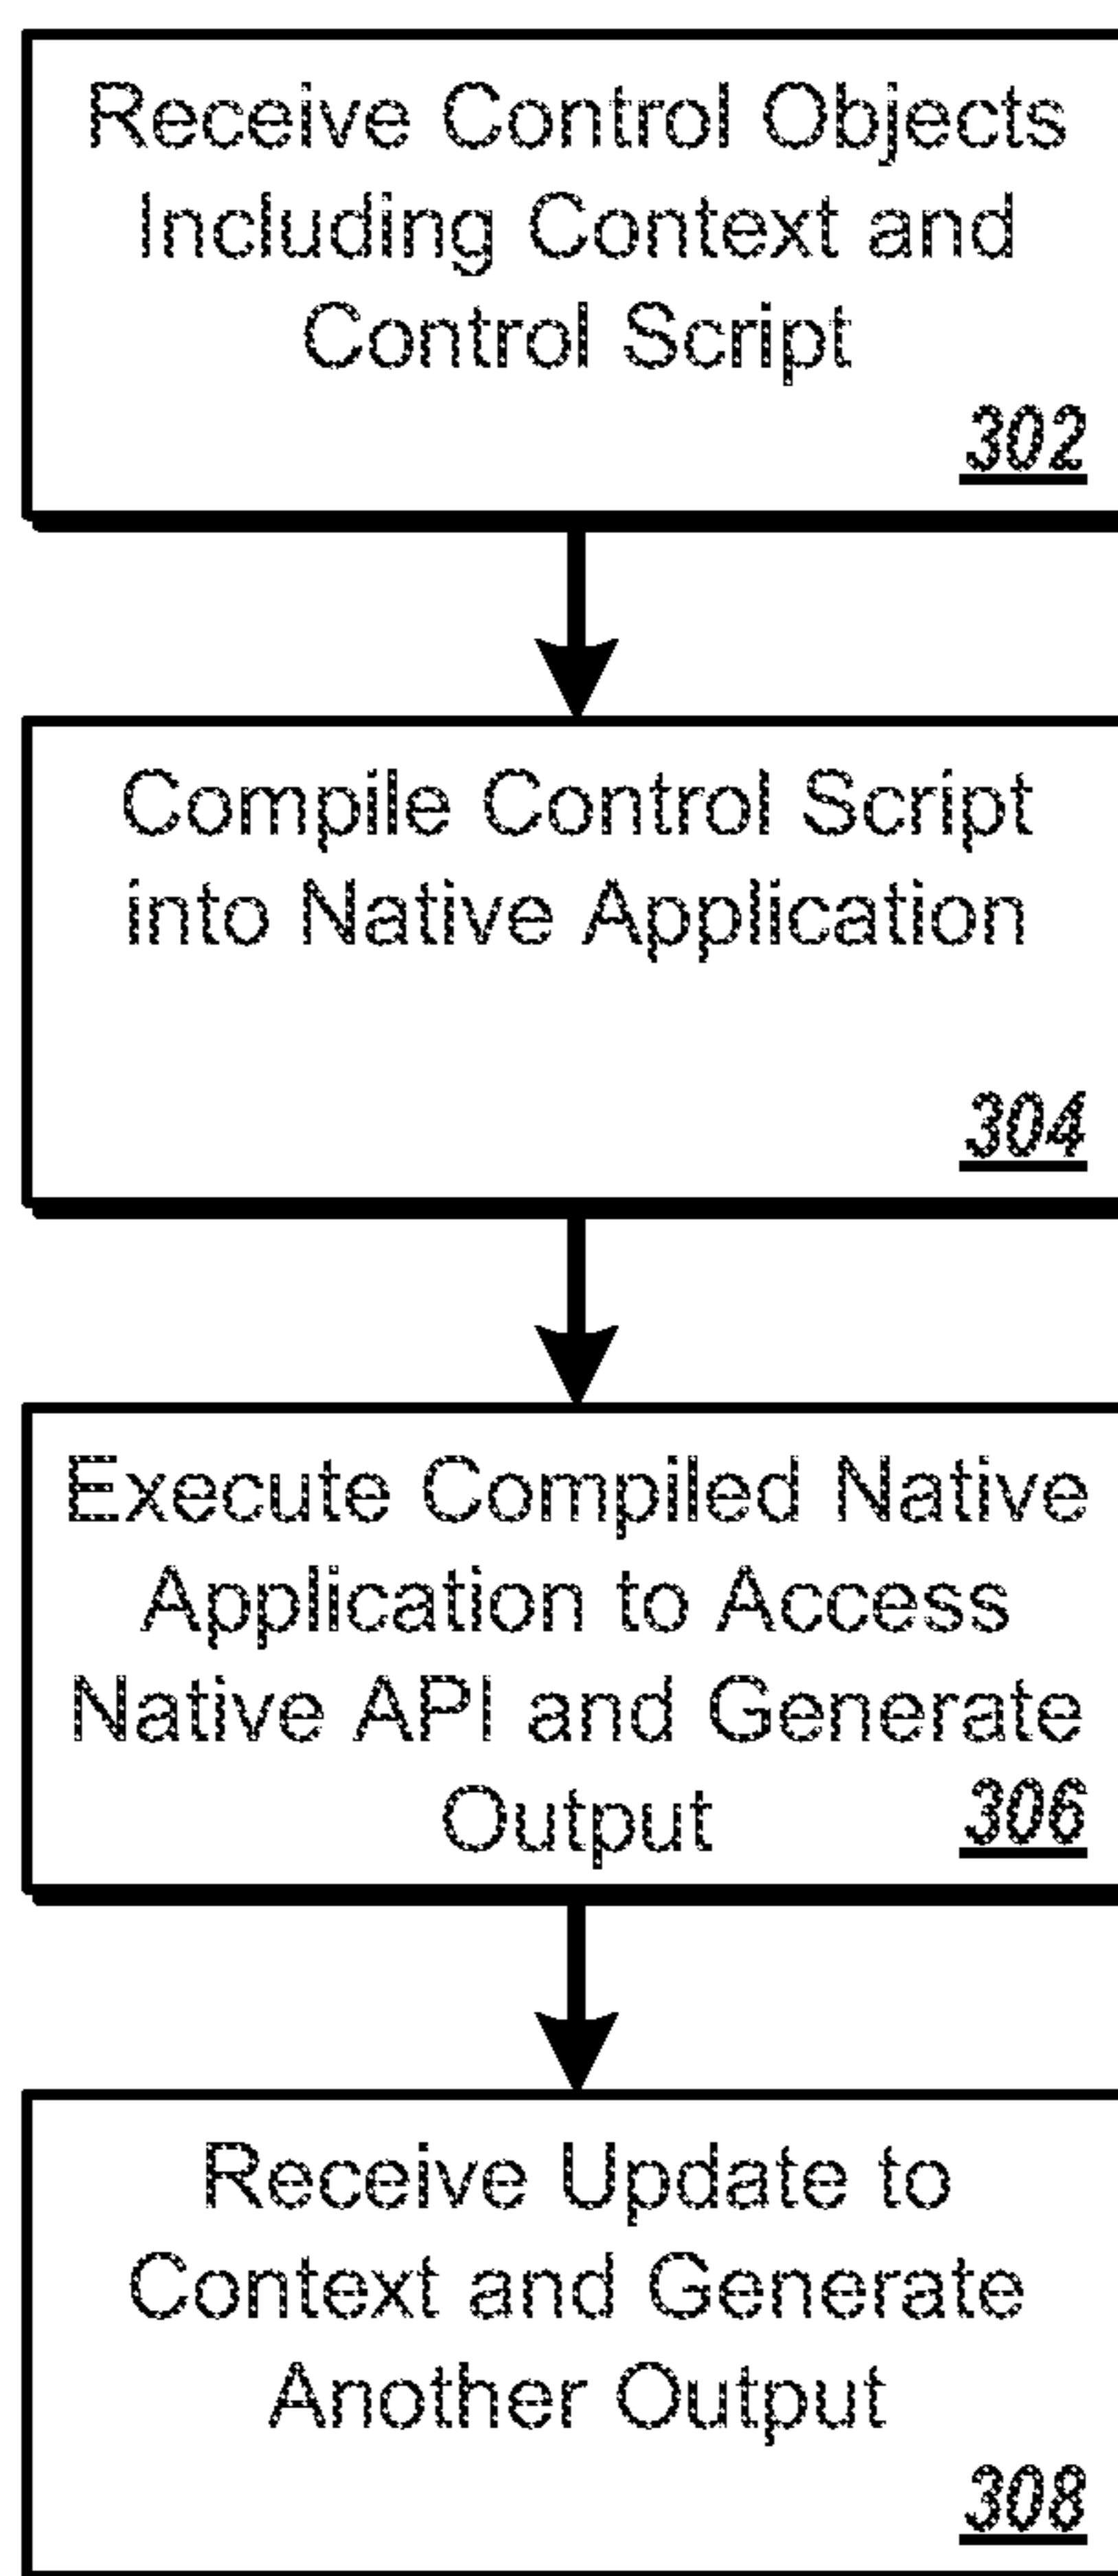 Receive Control Objects
Including Context and
Control Script
302
Compile Control Script
into Native Application
304
Execute Compiled Native
Application to Access
Native API and Generate
Output 306
Receive Update to
Context and Generate
Another Output
308